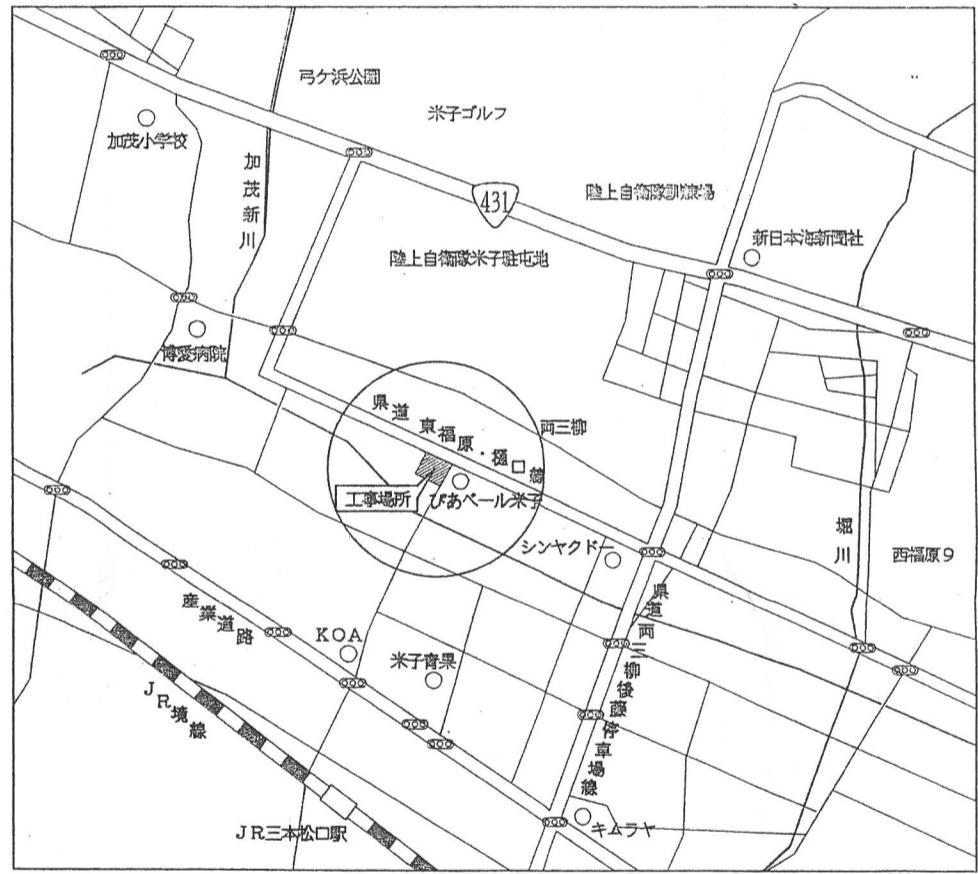 弓ケ浜公園
米子ゴルフ
加茂小学校
加茂新川
431
陸上自衛隊訓練場
新日本海新聞社
陸上自衛隊米子駐屯地
博愛病院
県道東福原・樋口線
両三柳
工事場所
ぴあベール米子
シンヤクドー
堀川
西福原9
県道両三柳後藤停車場線
産業道路
KOA
米子青果
JR境線
JR三本松口駅
キムラヤ